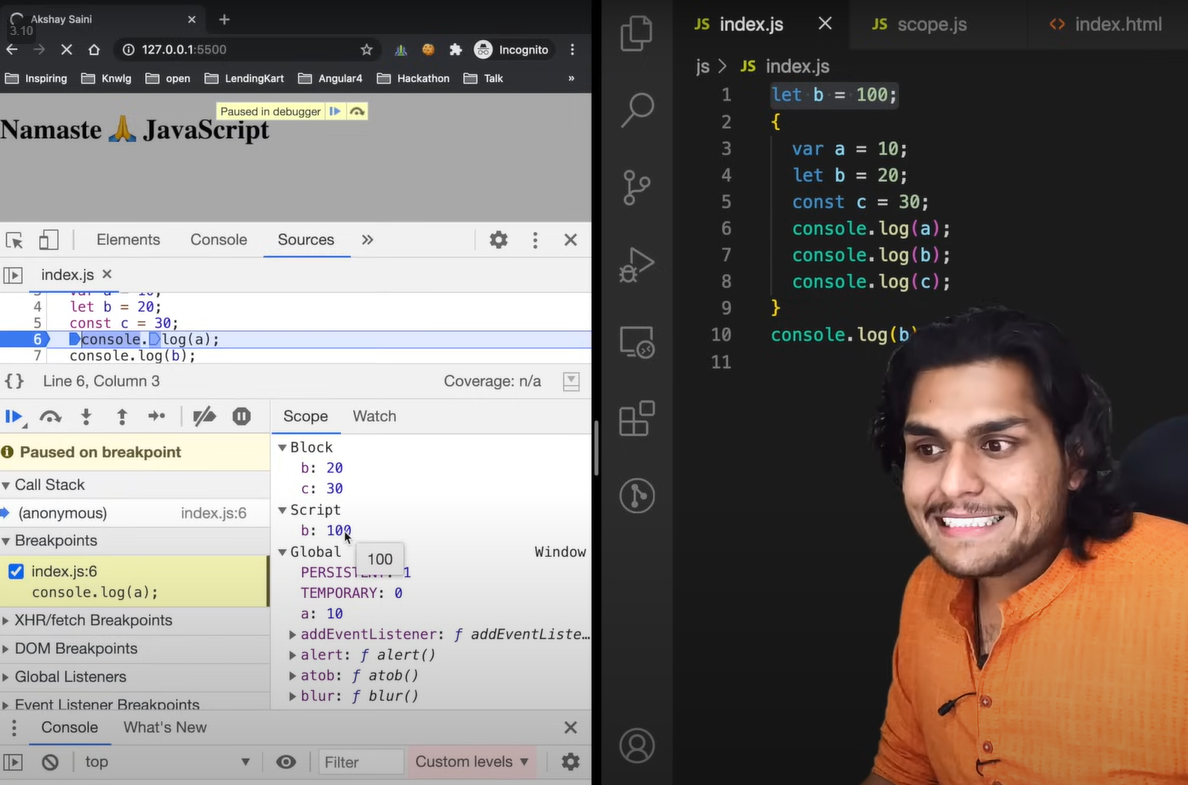 Akshay Saini
3.10
127.0.0.1:5500
Incognito
Inspiring
Knwlg
open
LendingKart
Angular4
Hackathon
Talk
»
Paused in debugger
Namaste 🙏 JavaScript
Elements
Console
Sources
»
index.js
3 var a = 10;
4 let b = 20;
5 const c = 30;
6 console.log(a);
7 console.log(b);
{} Line 6, Column 3
Coverage: n/a
Scope
Watch
Paused on breakpoint
Call Stack
(anonymous) index.js:6
Breakpoints
index.js:6
console.log(a);
XHR/fetch Breakpoints
DOM Breakpoints
Global Listeners
Event Listener Breakpoints
Block
b: 20
c: 30
Script
b: 100
100
Global Window
PERSISTENT: 1
TEMPORARY: 0
a: 10
addEventListener: ƒ addEventListe…
alert: ƒ alert()
atob: ƒ atob()
blur: ƒ blur()
Console
What's New
top
Filter
Custom levels
JS index.js
JS scope.js
<> index.html
js > JS index.js
1 let b = 100;
2 {
3 var a = 10;
4 let b = 20;
5 const c = 30;
6 console.log(a);
7 console.log(b);
8 console.log(c);
9 }
10 console.log(b
11